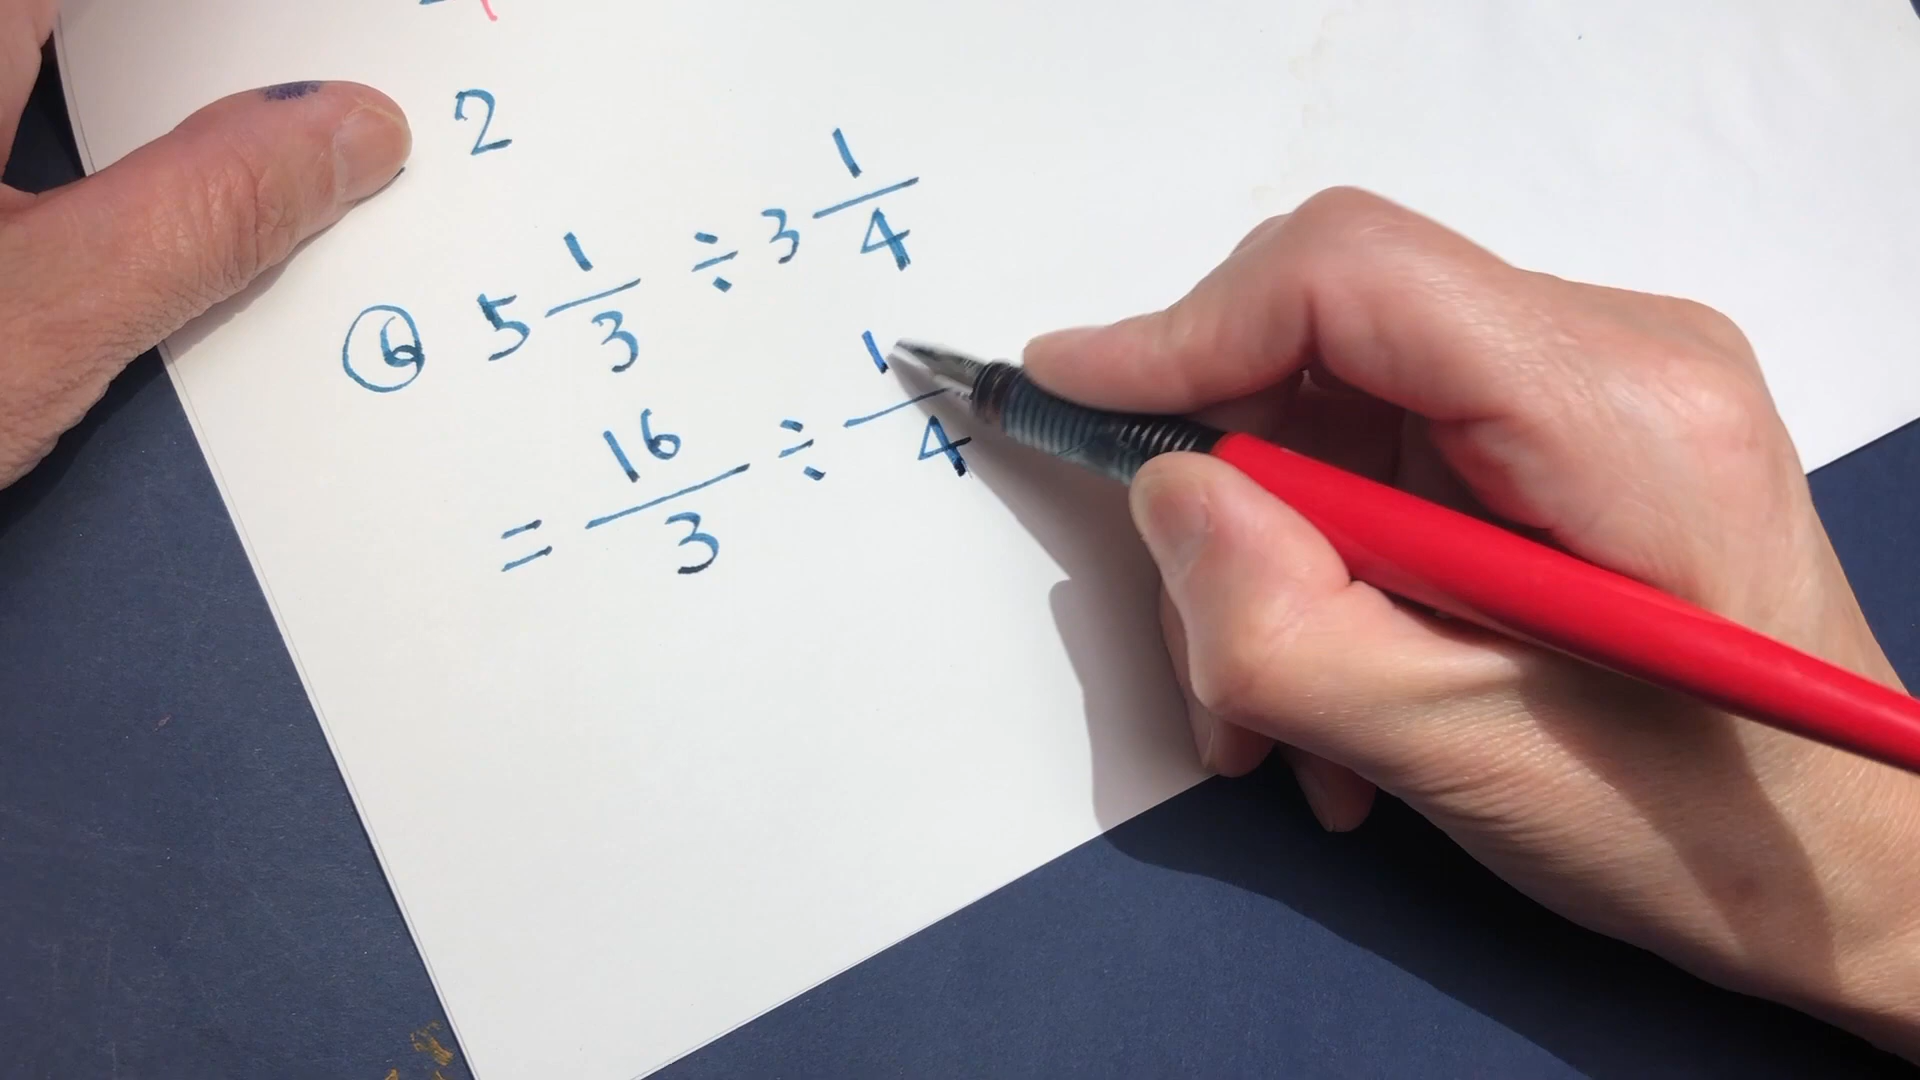 2
⑥ 5 1/3 ÷ 3 1/4
= 16/3 ÷ 1/4